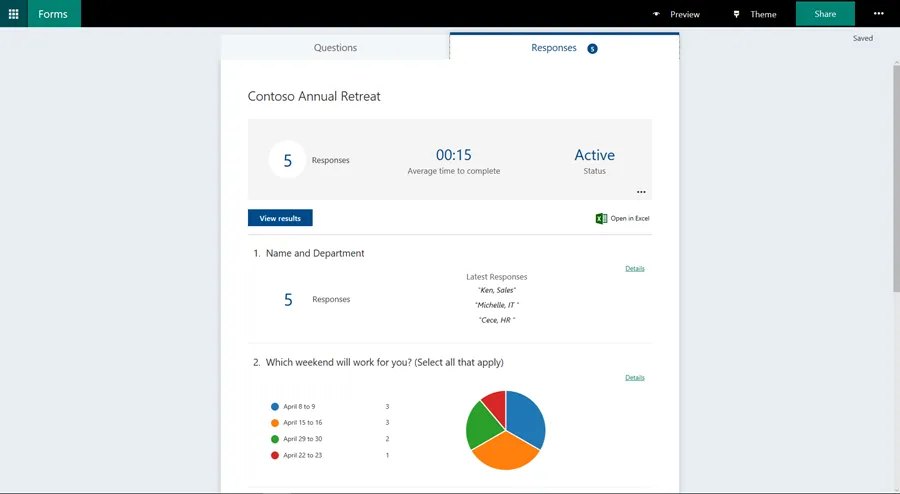 Forms
Preview
Theme
Share
Saved
Questions
Responses 5
Contoso Annual Retreat
5 Responses
00:15
Average time to complete
Active
Status
View results
Open in Excel
1. Name and Department
Details
5 Responses
Latest Responses
"Ken, Sales"
"Michelle, IT "
"Cece, HR "
2. Which weekend will work for you? (Select all that apply)
Details
April 8 to 9 3
April 15 to 16 3
April 29 to 30 2
April 22 to 23 1